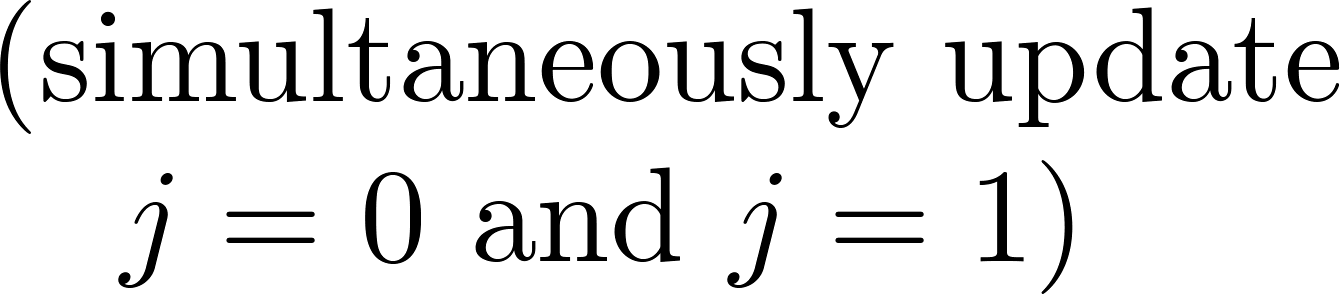 (simultaneously update
j = 0 and j = 1)